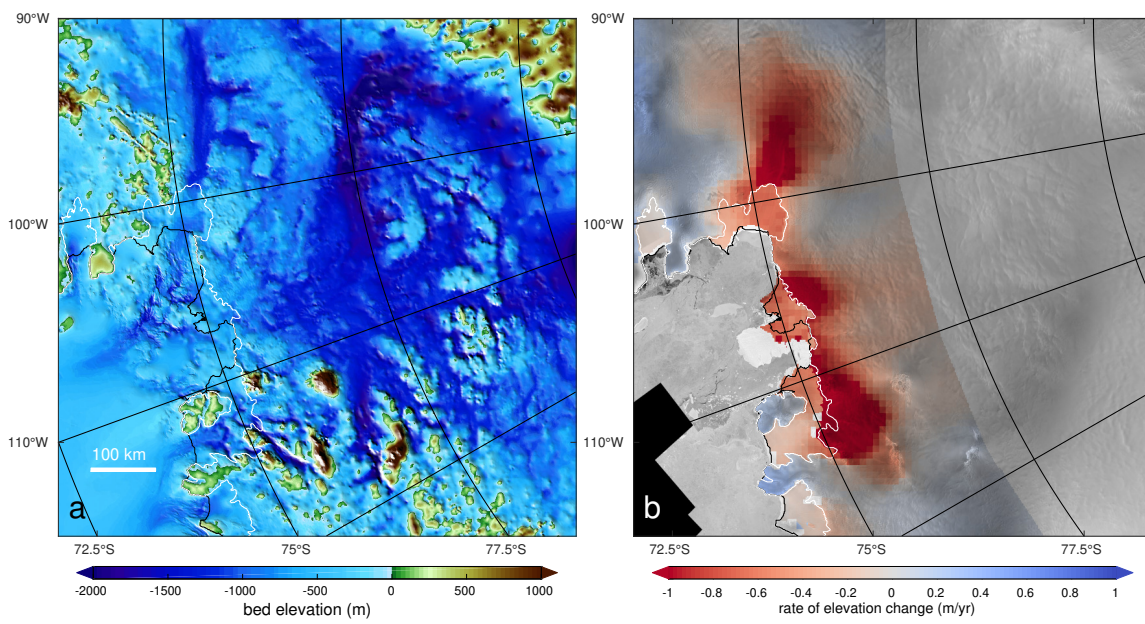 90°W
100°W
110°W
100 km
a
72.5°S
75°S
77.5°S
-2000
-1500
-1000
-500
0
500
1000
bed elevation (m)
90°W
100°W
110°W
b
72.5°S
75°S
77.5°S
-1
-0.8
-0.6
-0.4
-0.2
0
0.2
0.4
0.6
0.8
1
rate of elevation change (m/yr)